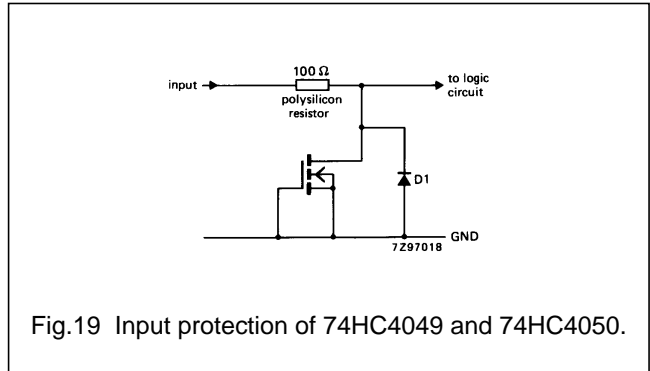 100 Ω
input
to logic
circuit
polysilicon
resistor
D1
GND
7Z97018
Fig.19 Input protection of 74HC4049 and 74HC4050.